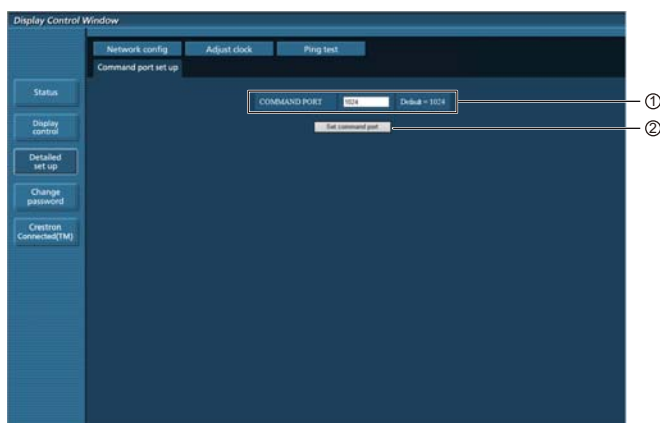 Display Control Window
Network config Adjust clock Ping test
Command port set up
Status
COMMAND PORT 1024 Default = 1024 ①
Set command port ②
Display
control
Detailed
set up
Change
password
Crestron
Connected(TM)